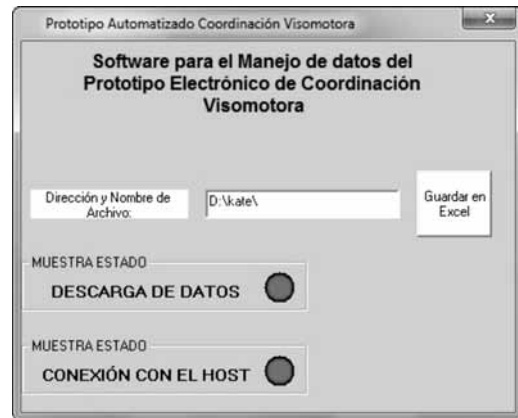 Prototipo Automatizado Coordinación Visomotora
Software para el Manejo de datos del
Prototipo Electrónico de Coordinación
Visomotora
Dirección y Nombre de
Archivo:
D:\kate\
Guardar en
Excel
MUESTRA ESTADO
DESCARGA DE DATOS
MUESTRA ESTADO
CONEXIÓN CON EL HOST